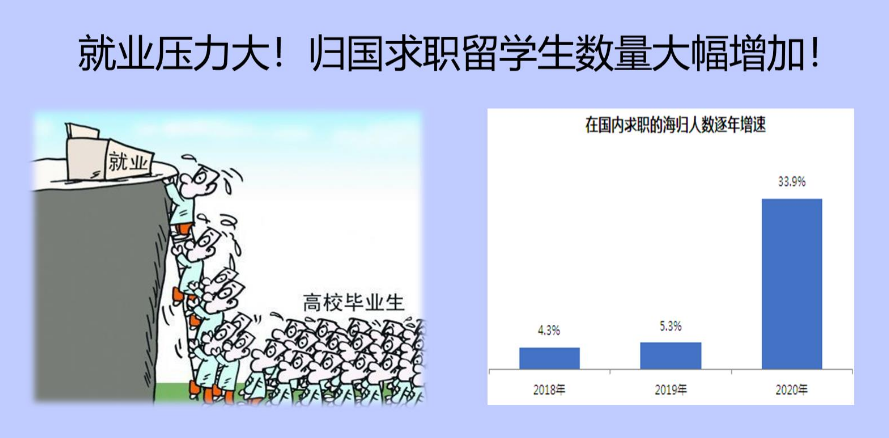 就业压力大！归国求职留学生数量大幅增加！
就业
高校毕业生
在国内求职的海归人数逐年增速
33.9%
5.3%
4.3%
2018年
2019年
2020年